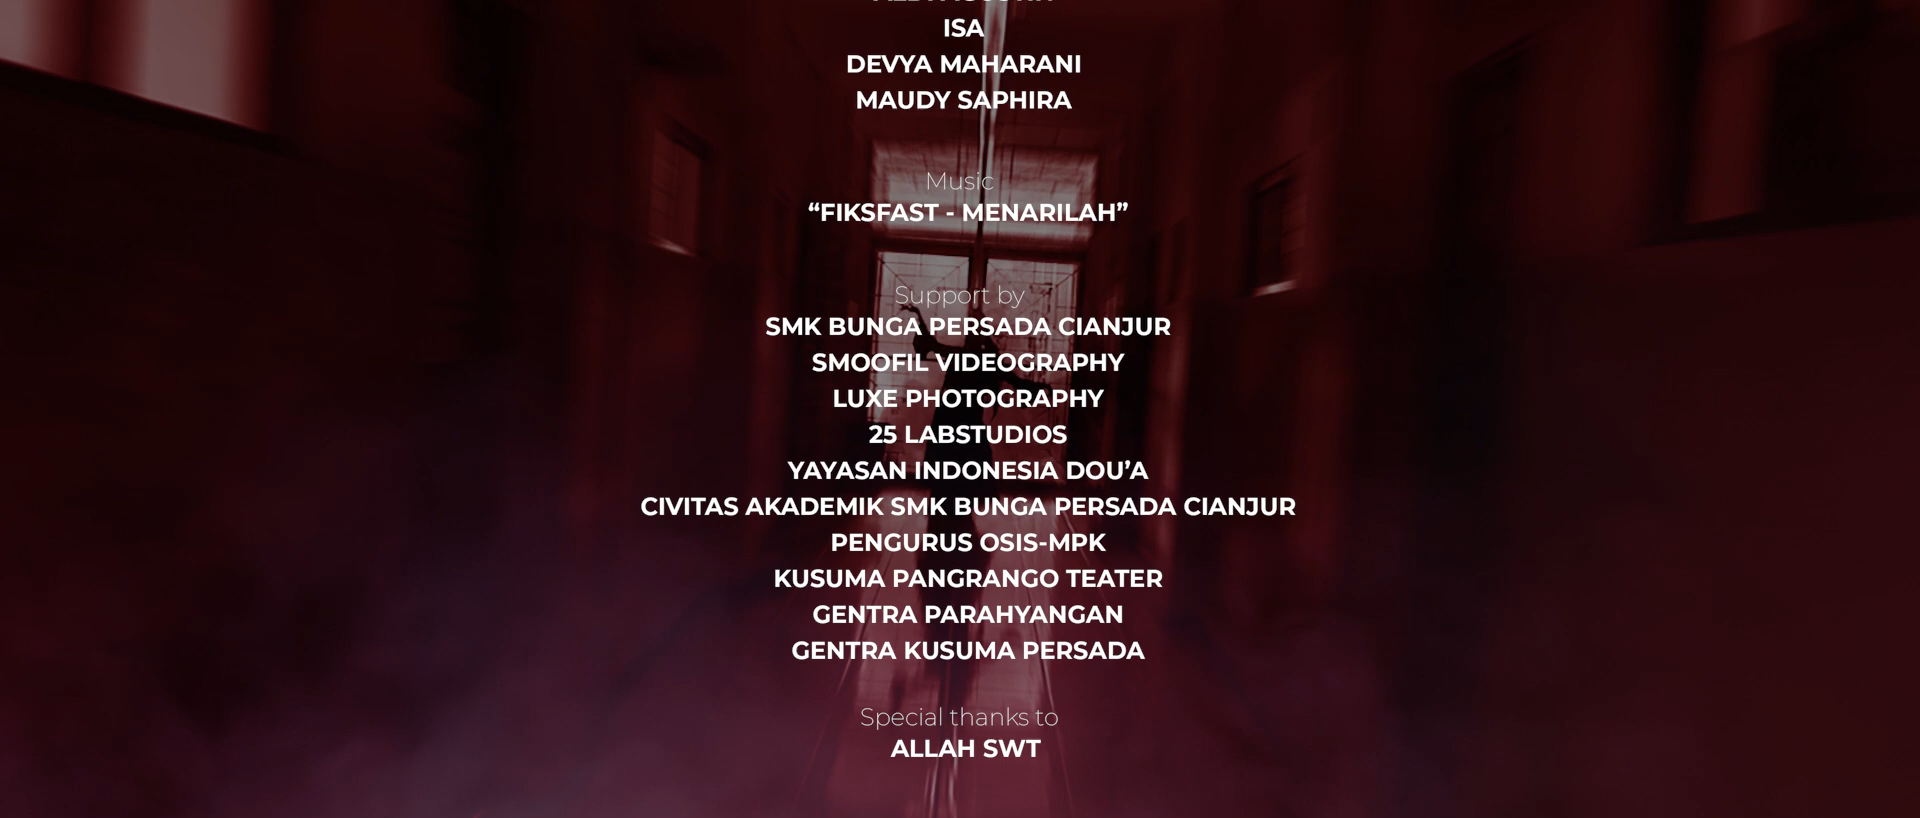 ISA
DEVYA MAHARANI
MAUDY SAPHIRA
Music
“FIKSFAST - MENARILAH”
Support by
SMK BUNGA PERSADA CIANJUR
SMOOFIL VIDEOGRAPHY
LUXE PHOTOGRAPHY
25 LABSTUDIOS
YAYASAN INDONESIA DOU’A
CIVITAS AKADEMIK SMK BUNGA PERSADA CIANJUR
PENGURUS OSIS-MPK
KUSUMA PANGRANGO TEATER
GENTRA PARAHYANGAN
GENTRA KUSUMA PERSADA
Special thanks to
ALLAH SWT